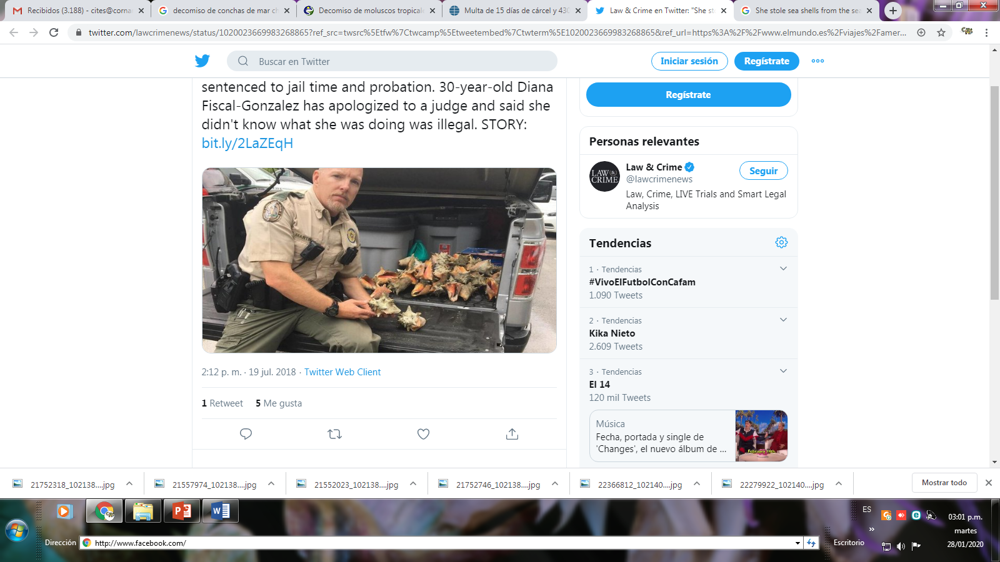 Recibidos (3.188) - cites@corna
decomiso de conchas de mar ch
Decomiso de moluscos tropicale
Multa de 15 días de cárcel y 430
Law & Crime en Twitter: "She st
She stole sea shells from the sea
twitter.com/lawcrimenews/status/1020023669983268865?ref_src=twsrc%5Etfw%7Ctwcamp%5Etweetembed%7Ctwterm%5E1020023669983268865&ref_url=https%3A%2F%2Fwww.elmundo.es%2Fviajes%2Famer...
Buscar en Twitter
Iniciar sesión
Regístrate
sentenced to jail time and probation. 30-year-old Diana
Fiscal-Gonzalez has apologized to a judge and said she
didn't know what she was doing was illegal. STORY:
bit.ly/2LaZEqH
2:12 p. m. · 19 jul. 2018 · Twitter Web Client
1 Retweet 5 Me gusta
Regístrate
Personas relevantes
LAW & CRIME
Law & Crime
@lawcrimenews
Seguir
Law, Crime, LIVE Trials and Smart Legal
Analysis
Tendencias
1 · Tendencias
#VivoElFutbolConCafam
1.090 Tweets
2 · Tendencias
Kika Nieto
2.609 Tweets
3 · Tendencias
El 14
120 mil Tweets
Música
Fecha, portada y single de
'Changes', el nuevo álbum de ...
February 14th
21752318_102138....jpg
21557974_102138....jpg
21552023_102138....jpg
21752746_102138....jpg
22366812_102140....jpg
22279922_102140....jpg
Mostrar todo
ES
03:01 p.m.
martes
28/01/2020
Dirección
http://www.facebook.com/
Escritorio